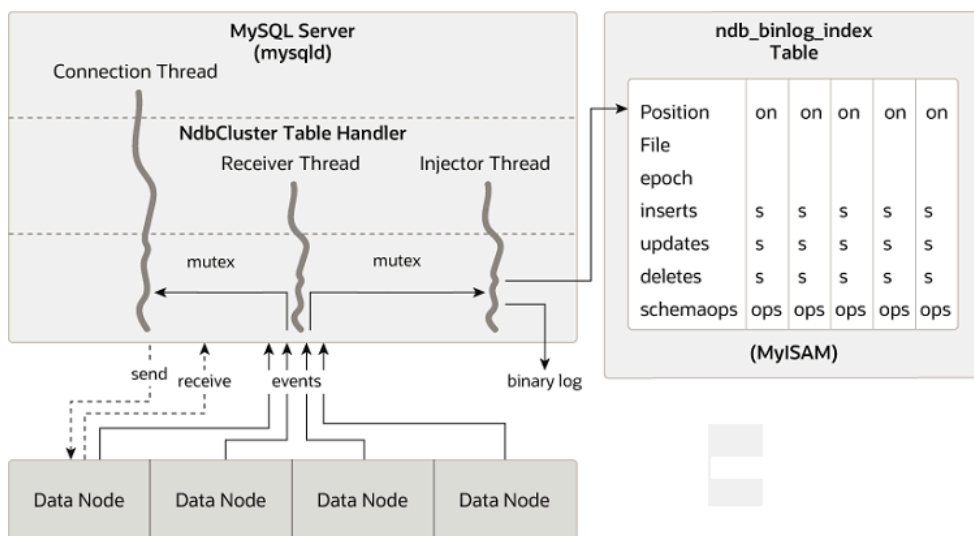 MySQL Server
(mysqld)
Connection Thread
NdbCluster Table Handler
Receiver Thread
Injector Thread
mutex
mutex
send
receive
events
binary log
Data Node
Data Node
Data Node
Data Node
ndb_binlog_index
Table
Position on on on on on
File
epoch
inserts s s s s s
updates s s s s s
deletes s s s s s
schemaops ops ops ops ops ops
(MyISAM)